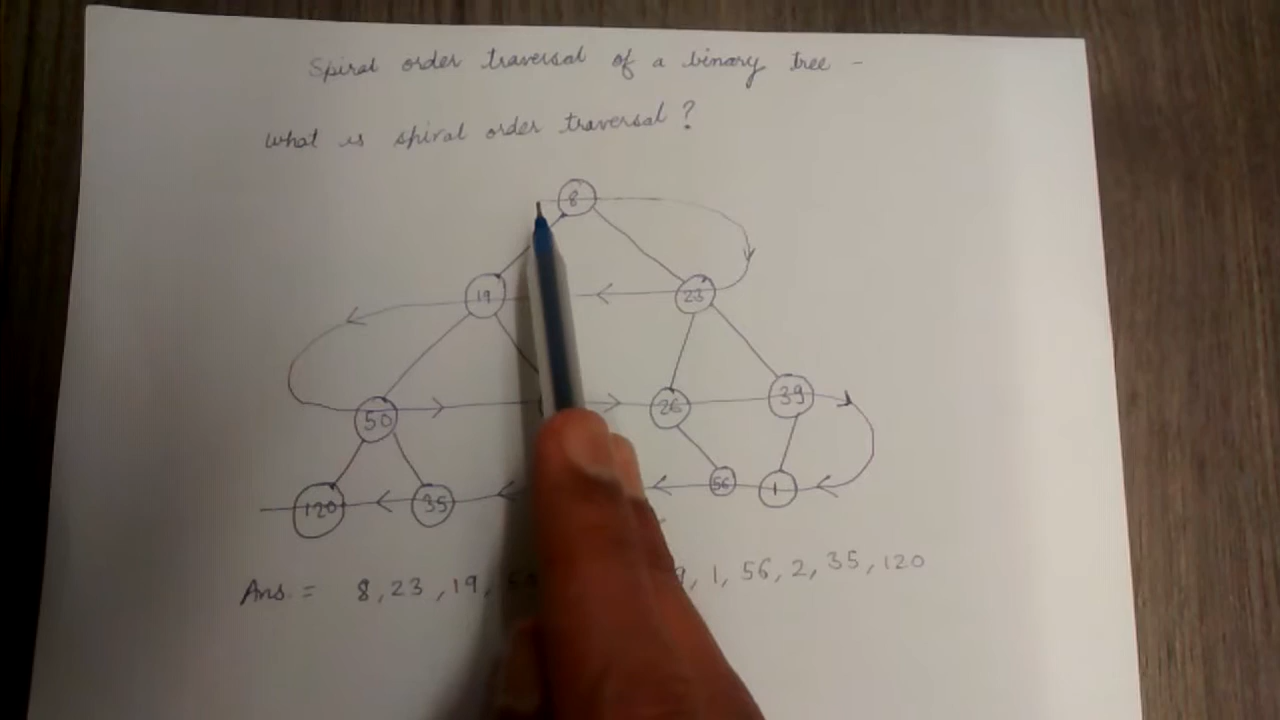 Spiral order traversal of a binary tree -
What is spiral order traversal ?
8
19 23
50 26 39
120 35 56 1
Ans = 8, 23, 19, 1, 56, 2, 35, 120